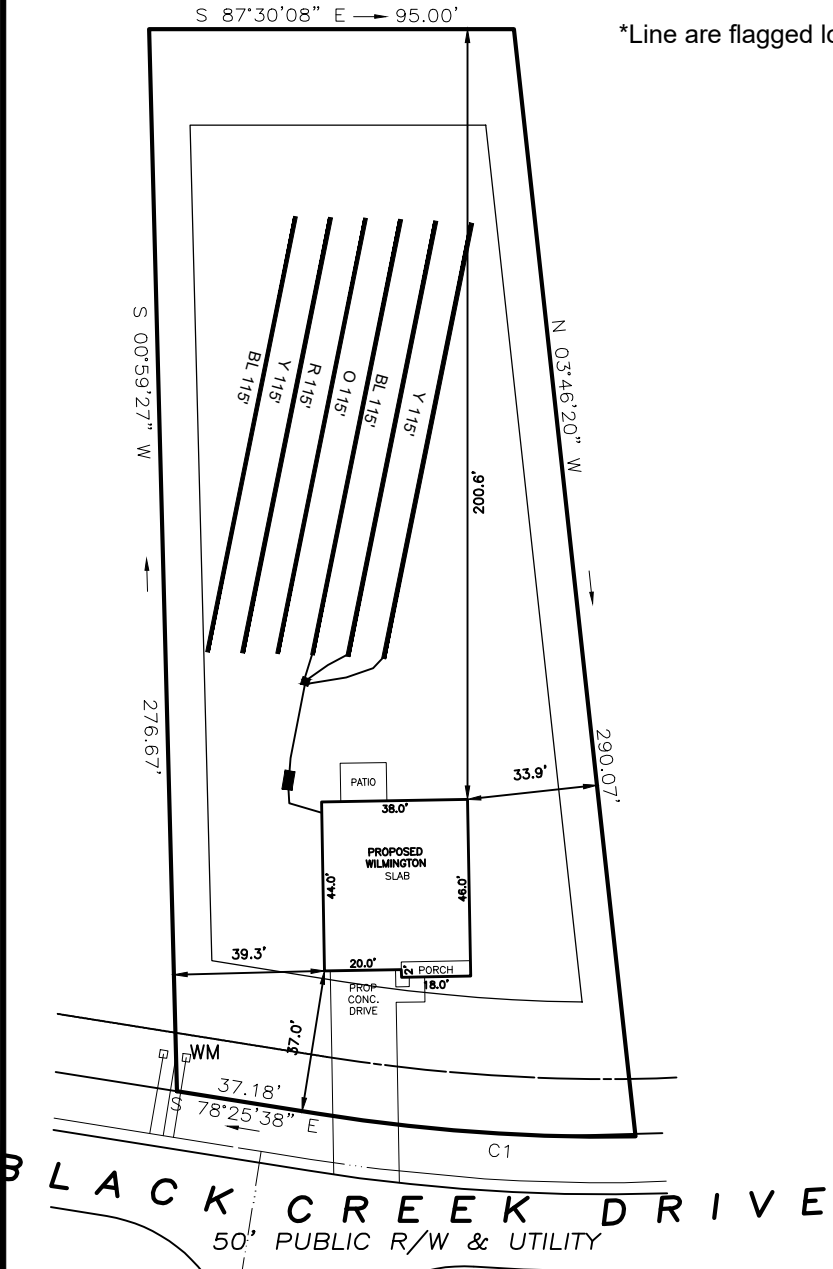 S 87°30'08" E 95.00'
*Line are flagged lo
S 00°59'27" W
N 03°46'20" W
BL 115'
Y 115'
R 115'
O 115'
BL 115'
Y 115'
200.6'
276.67'
290.07'
33.9'
PATIO
38.0'
PROPOSED
WILMINGTON
SLAB
44.0'
46.0'
39.3'
20.0'
2'
PORCH
18.0'
PROP
CONC.
DRIVE
37.0'
WM
37.18'
S 78°25'38" E
C1
BLACK CREEK DRIVE
50' PUBLIC R/W & UTILITY